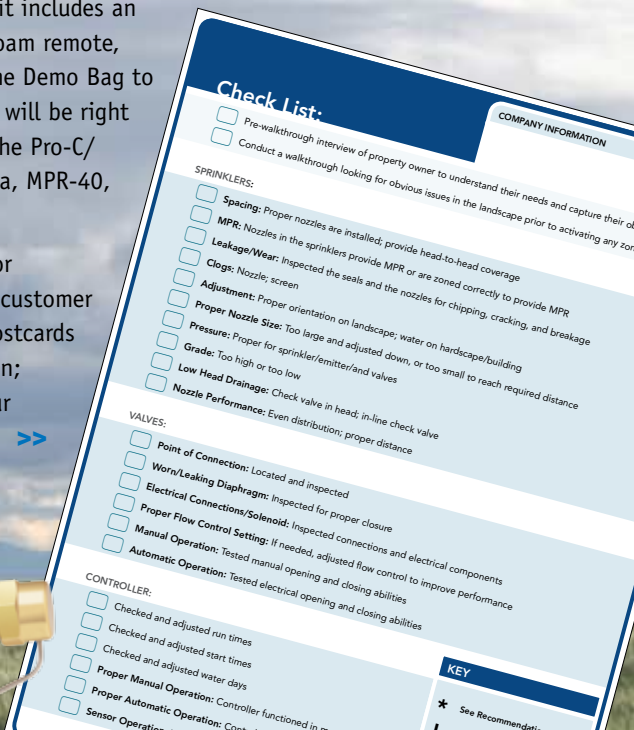 it includes an
oam remote,
ne Demo Bag to
will be right
he Pro-C/
a, MPR-40,
or
customer
ostcards
n;
ur
>>
Check List:
COMPANY INFORMATION
Pre-walkthrough interview of property owner to understand their needs and capture their ob
Conduct a walkthrough looking for obvious issues in the landscape prior to activating any zon
SPRINKLERS:
Spacing: Proper nozzles are installed; provide head-to-head coverage
MPR: Nozzles in the sprinklers provide MPR or are zoned correctly to provide MPR
Leakage/Wear: Inspected the seals and the nozzles for chipping, cracking, and breakage
Clogs: Nozzle; screen
Adjustment: Proper orientation on landscape; water on hardscape/building
Proper Nozzle Size: Too large and adjusted down, or too small to reach required distance
Pressure: Proper for sprinkler/emitter/and valves
Grade: Too high or too low
Low Head Drainage: Check valve in head; in-line check valve
Nozzle Performance: Even distribution; proper distance
VALVES:
Point of Connection: Located and inspected
Worn/Leaking Diaphragm: Inspected for proper closure
Electrical Connections/Solenoid: Inspected connections and electrical components
Proper Flow Control Setting: If needed, adjusted flow control to improve performance
Manual Operation: Tested manual opening and closing abilities
Automatic Operation: Tested electrical opening and closing abilities
CONTROLLER:
Checked and adjusted run times
Checked and adjusted start times
Checked and adjusted water days
Proper Manual Operation: Controller functioned in m
Proper Automatic Operation: Cont
Sensor Operation
KEY
* See Recommendatio